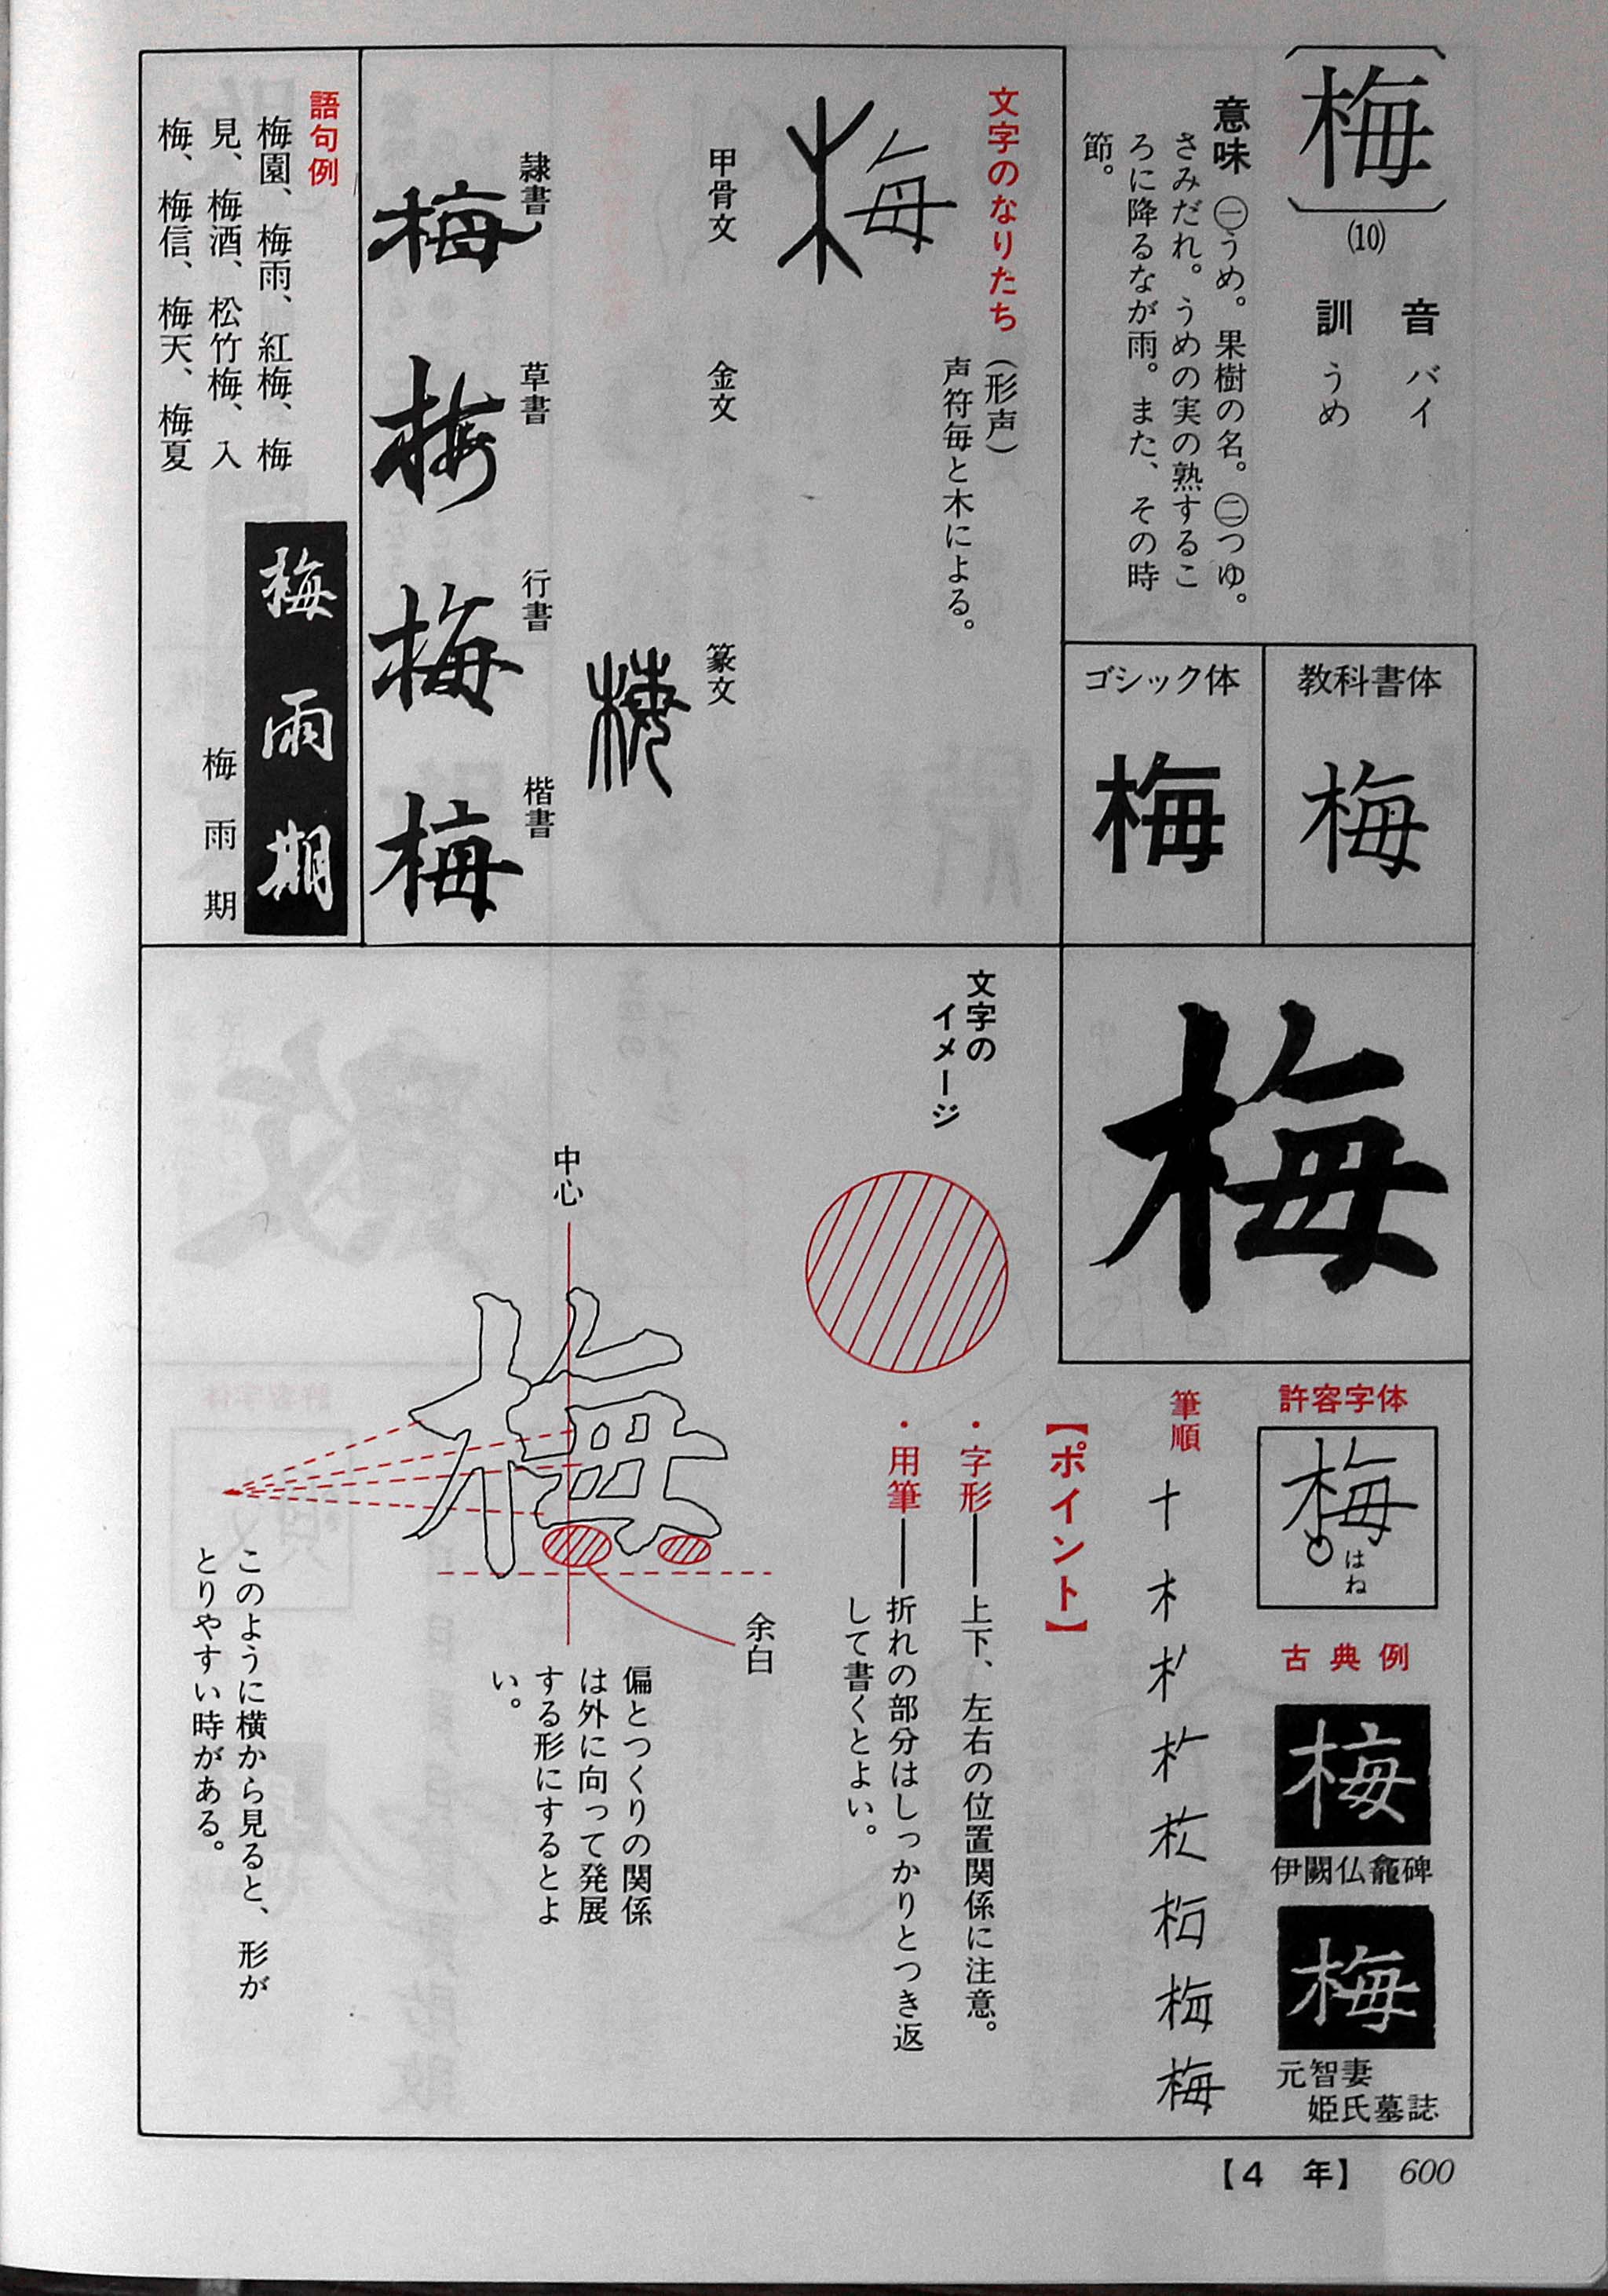 梅
(10)
音 バイ
訓 うめ
意味 ㊀うめ。果樹の名。㊁つゆ。
さみだれ。うめの実の熟するこ
ろに降るなが雨。また、その時
節。
教科書体
梅
ゴシック体
梅
文字のなりたち
(形声)
声符毎と木による。
梅
甲骨文
金文
篆文
梅
隷書
梅
草書
梅
行書
梅
楷書
梅
語句例
梅園、梅雨、紅梅、梅
見、梅酒、松竹梅、入
梅、梅信、梅天、梅夏
梅雨期
梅雨期
梅
許容字体
梅
はね
古典例
梅
伊闕仏龕碑
梅
元智妻
姫氏墓誌
筆順
十 木 梅
【ポイント】
・字形――上下、左右の位置関係に注意。
・用筆――折れの部分はしっかりとつき返
して書くとよい。
文字の
イメージ
中心
梅
余白
偏とつくりの関係
は外に向って発展
する形にするとよ
い。
このように横から見ると、形が
とりやすい時がある。
【4年】 600